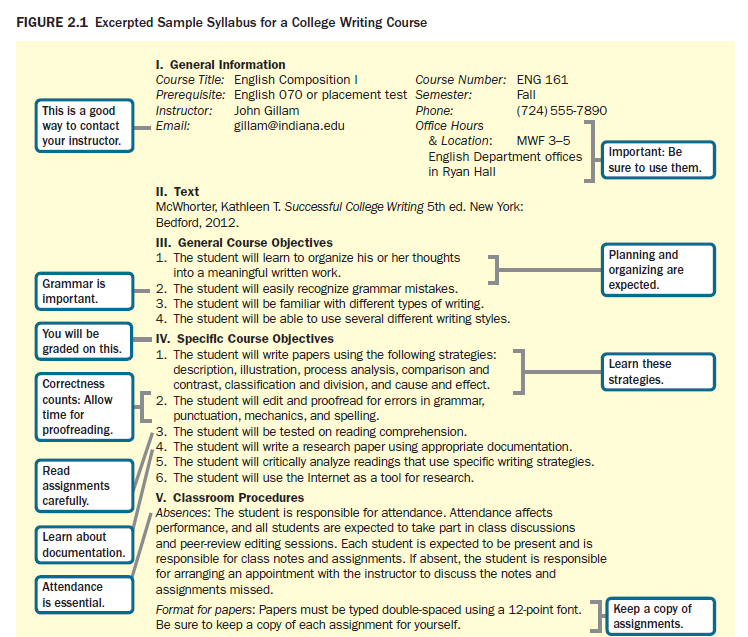 FIGURE 2.1 Excerpted Sample Syllabus for a College Writing Course
I. General Information
Course Title: English Composition I
Course Number: ENG 161
Prerequisite: English 070 or placement test
Semester: Fall
Instructor: John Gillam
Phone: (724) 555-7890
Email: gillam@indiana.edu
Office Hours
& Location: MWF 3–5
English Department offices
in Ryan Hall
This is a good
way to contact
your instructor.
Important: Be
sure to use them.
II. Text
McWhorter, Kathleen T. Successful College Writing 5th ed. New York:
Bedford, 2012.
III. General Course Objectives
1. The student will learn to organize his or her thoughts
into a meaningful written work.
2. The student will easily recognize grammar mistakes.
3. The student will be familiar with different types of writing.
4. The student will be able to use several different writing styles.
Planning and
organizing are
expected.
Grammar is
important.
You will be
graded on this.
IV. Specific Course Objectives
1. The student will write papers using the following strategies:
description, illustration, process analysis, comparison and
contrast, classification and division, and cause and effect.
2. The student will edit and proofread for errors in grammar,
punctuation, mechanics, and spelling.
3. The student will be tested on reading comprehension.
4. The student will write a research paper using appropriate documentation.
5. The student will critically analyze readings that use specific writing strategies.
6. The student will use the Internet as a tool for research.
Learn these
strategies.
Correctness
counts: Allow
time for
proofreading.
Read
assignments
carefully.
Learn about
documentation.
Attendance
is essential.
V. Classroom Procedures
Absences: The student is responsible for attendance. Attendance affects
performance, and all students are expected to take part in class discussions
and peer-review editing sessions. Each student is expected to be present and is
responsible for class notes and assignments. If absent, the student is responsible
for arranging an appointment with the instructor to discuss the notes and
assignments missed.
Format for papers: Papers must be typed double-spaced using a 12-point font.
Be sure to keep a copy of each assignment for yourself.
Keep a copy of
assignments.